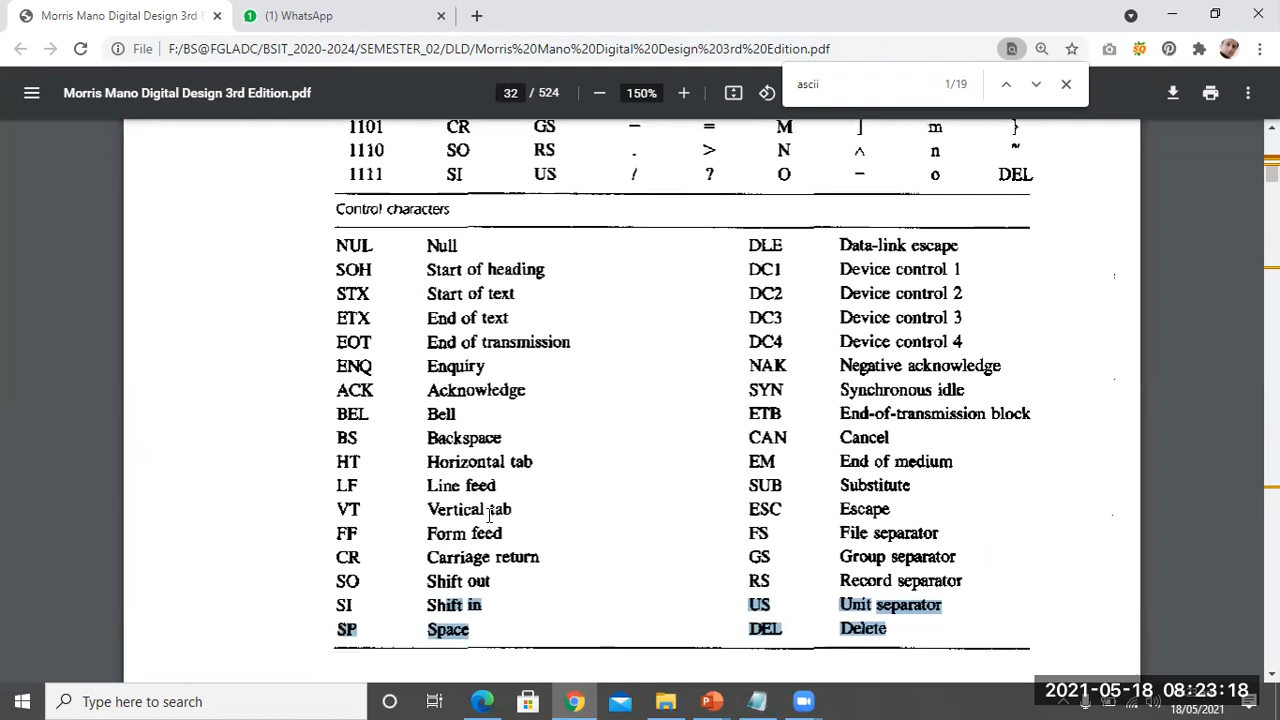 Morris Mano Digital Design 3rd E
(1) WhatsApp
File F:/BS@FGLADC/BSIT_2020-2024/SEMESTER_02/DLD/Morris%20Mano%20Digital%20Design%203rd%20Edition.pdf
ascii 1/19
Morris Mano Digital Design 3rd Edition.pdf 32 / 524 150%
1101 CR GS – = M ] m }
1110 SO RS . > N ^ n ~
1111 SI US / ? O – o DEL
Control characters
NUL Null DLE Data-link escape
SOH Start of heading DC1 Device control 1
STX Start of text DC2 Device control 2
ETX End of text DC3 Device control 3
EOT End of transmission DC4 Device control 4
ENQ Enquiry NAK Negative acknowledge
ACK Acknowledge SYN Synchronous idle
BEL Bell ETB End-of-transmission block
BS Backspace CAN Cancel
HT Horizontal tab EM End of medium
LF Line feed SUB Substitute
VT Vertical tab ESC Escape
FF Form feed FS File separator
CR Carriage return GS Group separator
SO Shift out RS Record separator
SI Shift in US Unit separator
SP Space DEL Delete
Type here to search
2021-05-18 08:23:18
18/05/2021